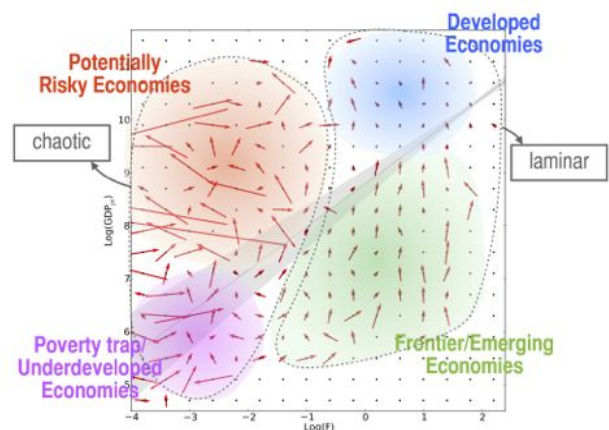 Developed
Economies
Potentially
Risky Economies
chaotic
laminar
Log(GDPpc)
10
9
8
7
6
5
Poverty trap/
Underdeveloped
Economies
Frontier/Emerging
Economies
-4
-3
-2
-1
0
1
2
Log(F)